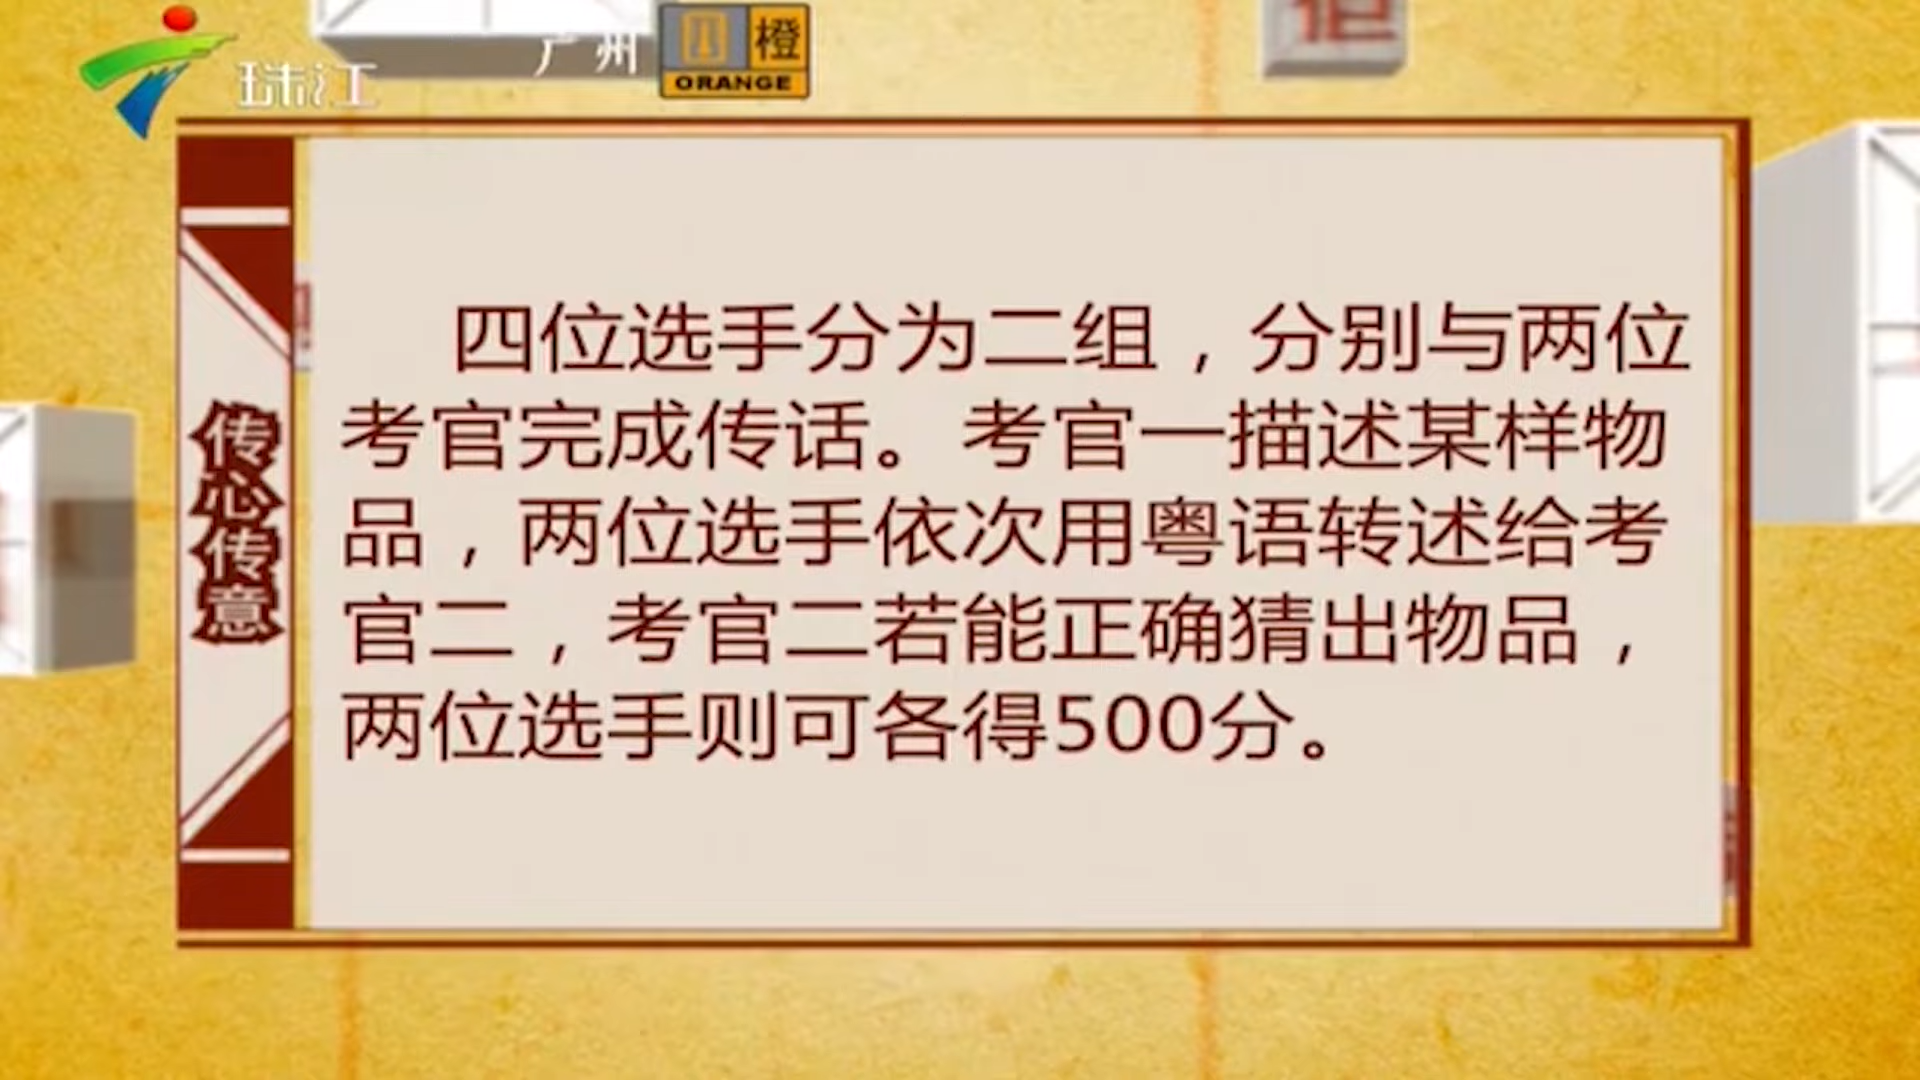 珠江
广州
橙
ORANGE
传心传意
四位选手分为二组，分别与两位
考官完成传话。考官一描述某样物
品，两位选手依次用粤语转述给考
官二，考官二若能正确猜出物品，
两位选手则可各得500分。